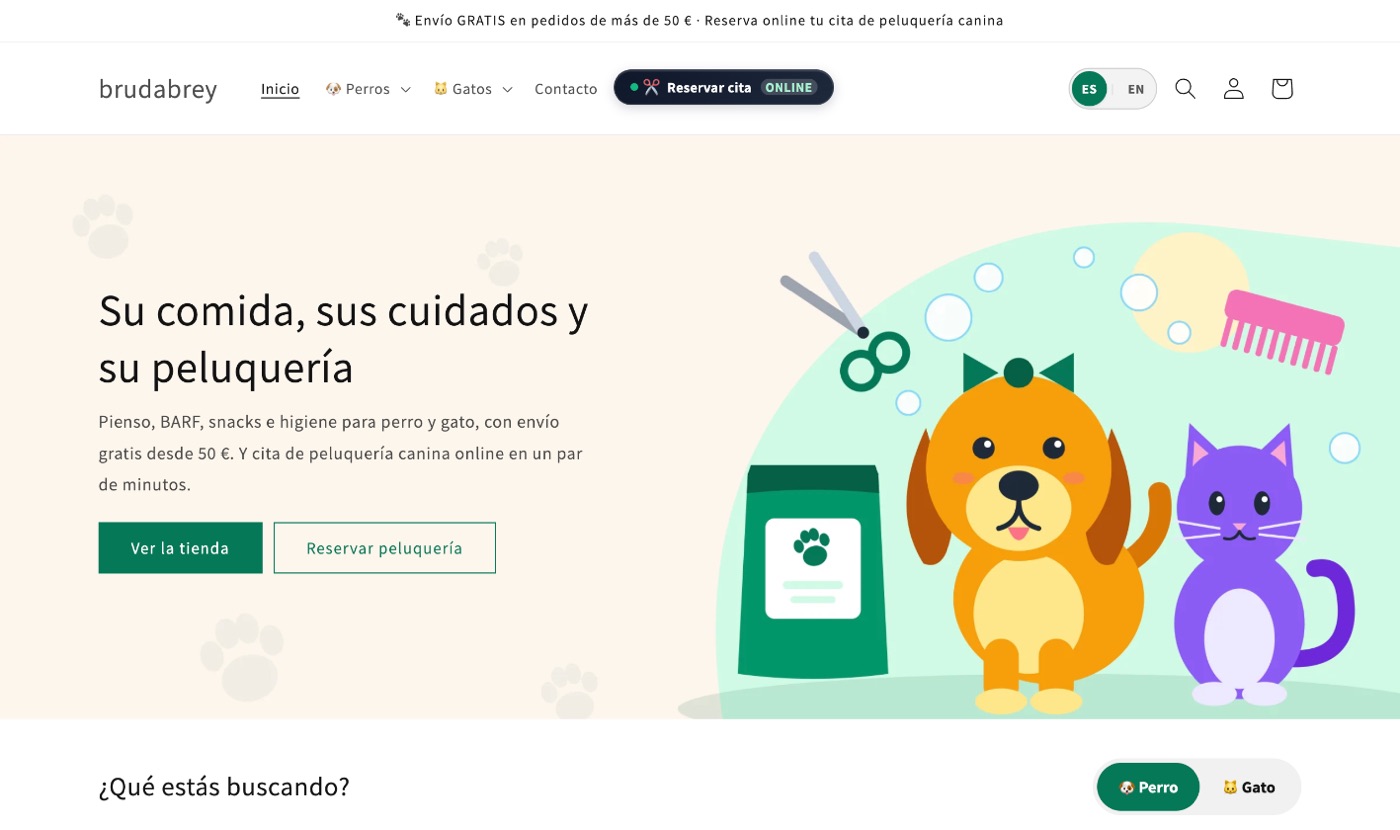 🐾 Envío GRATIS en pedidos de más de 50 € · Reserva online tu cita de peluquería canina
brudabrey
Inicio
🐶 Perros
🐱 Gatos
Contacto
✂️ Reservar cita ONLINE
ES
EN
Su comida, sus cuidados y
su peluquería
Pienso, BARF, snacks e higiene para perro y gato, con envío
gratis desde 50 €. Y cita de peluquería canina online en un par
de minutos.
Ver la tienda
Reservar peluquería
¿Qué estás buscando?
🐶 Perro
🐱 Gato